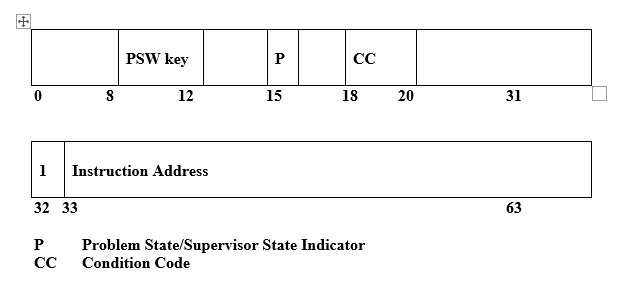 PSW key P CC
0 8 12 15 18 20 31
1 Instruction Address
32 33 63
P Problem State/Supervisor State Indicator
CC Condition Code